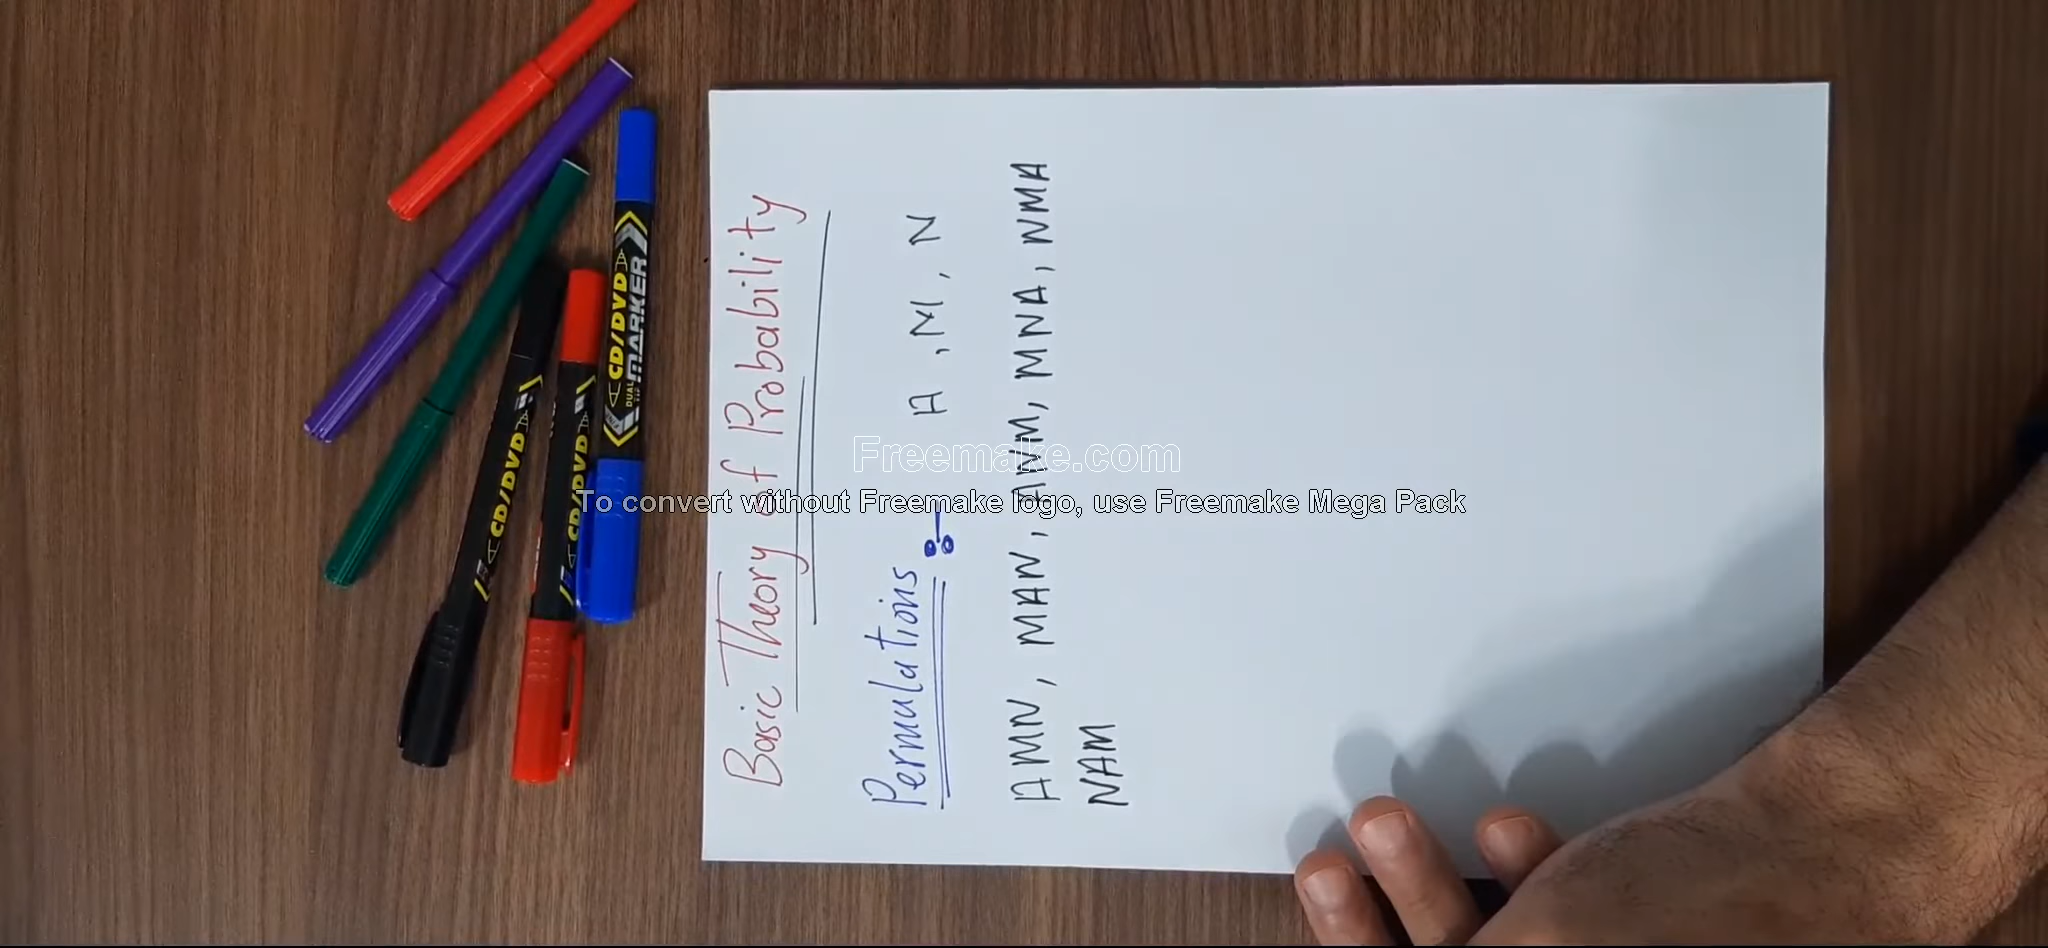 Basic Theory of Probability
Permutations :- A, M, N
AMN, MAN, ANM, MNA, NMA
NAM
CD/DVD
CD/DVD
CD/DVD
MARKER
DUAL
Freemake.com
To convert without Freemake logo, use Freemake Mega Pack